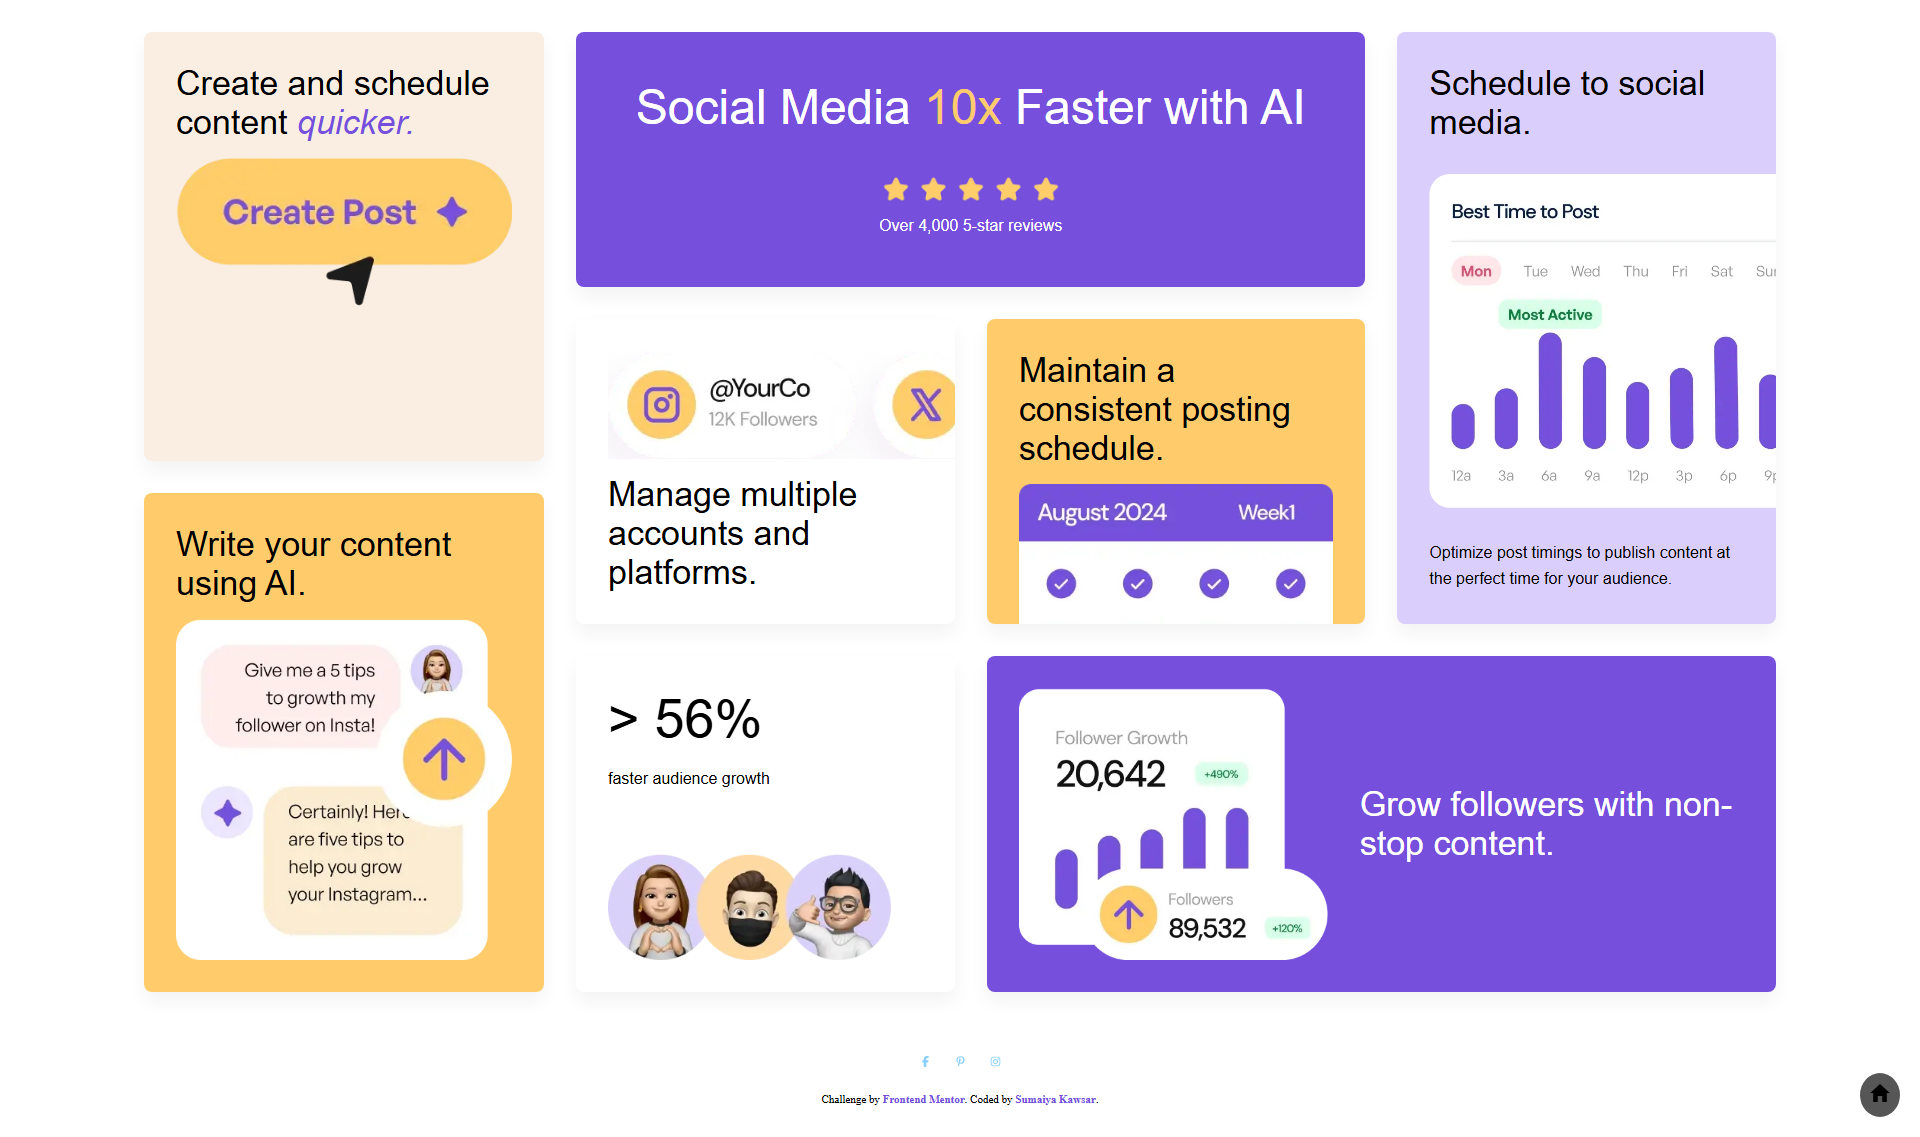 Create and schedule
content quicker.
Create Post
Social Media 10x Faster with AI
Over 4,000 5-star reviews
Schedule to social
media.
Best Time to Post
Mon Tue Wed Thu Fri Sat Sun
Most Active
12a 3a 6a 9a 12p 3p 6p 9p
Optimize post timings to publish content at
the perfect time for your audience.
@YourCo
12K Followers
Manage multiple
accounts and
platforms.
Maintain a
consistent posting
schedule.
August 2024 Week1
Write your content
using AI.
Give me a 5 tips
to growth my
follower on Insta!
Certainly! Here
are five tips to
help you grow
your Instagram...
> 56%
faster audience growth
Follower Growth
20,642 +490%
Followers
89,532 +120%
Grow followers with non-
stop content.
Challenge by Frontend Mentor. Coded by Sumaiya Kawsar.